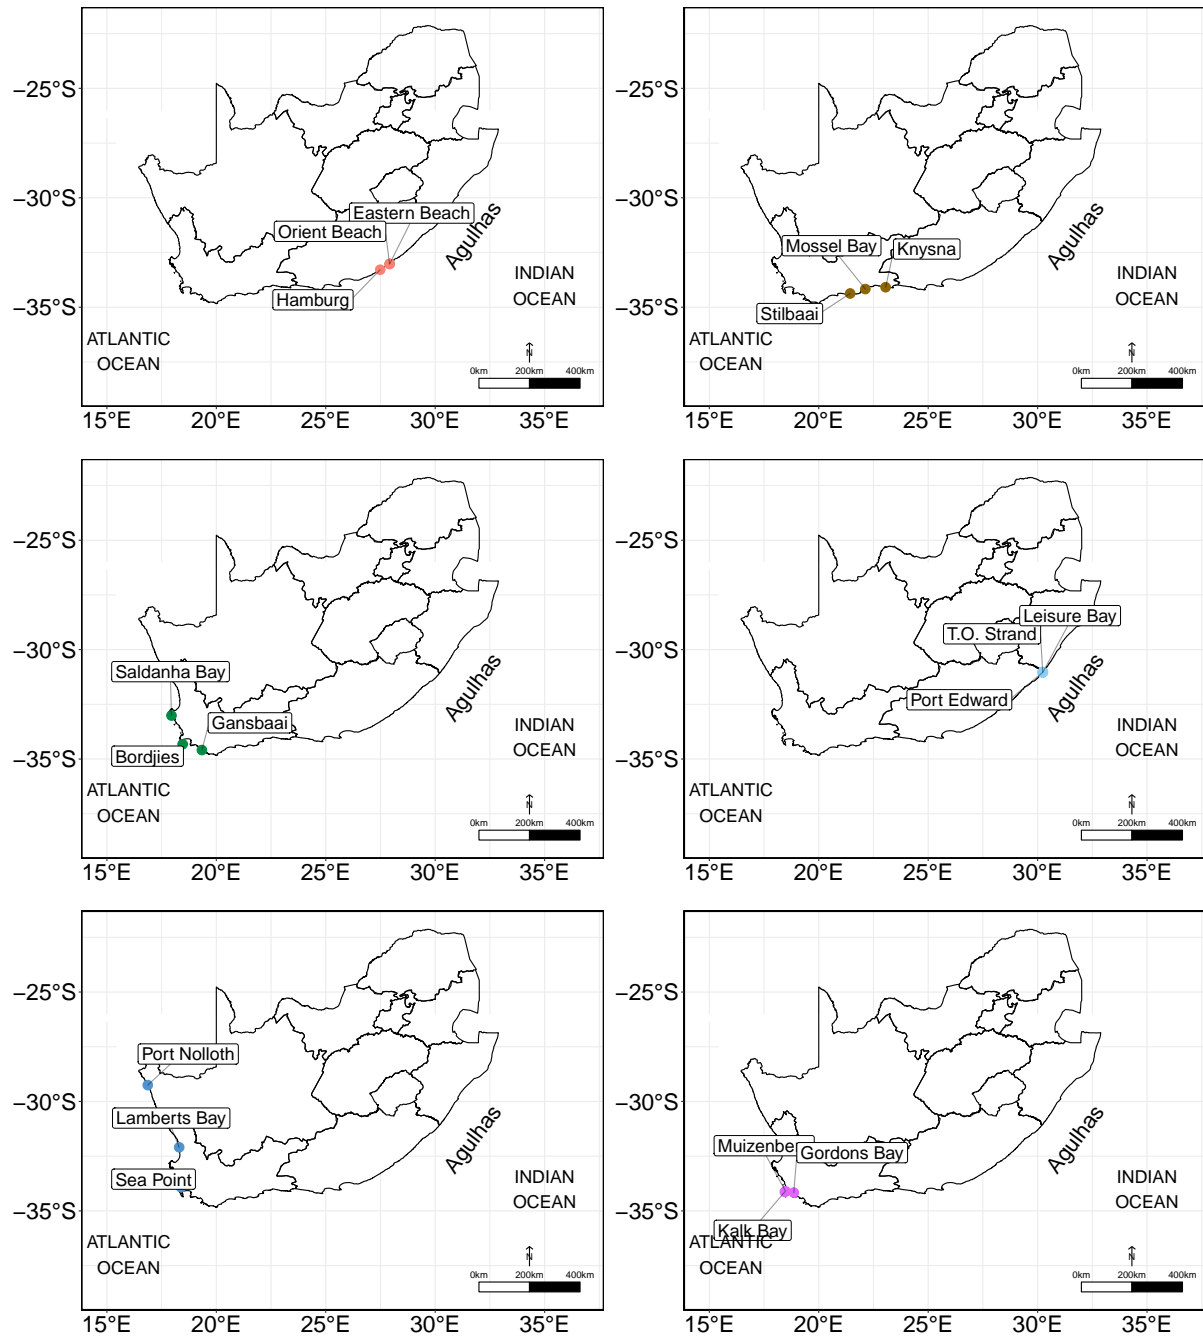 −25°S
−30°S
−35°S
Eastern Beach
Orient Beach
Hamburg
Agulhas
INDIAN
OCEAN
ATLANTIC
OCEAN
N
0km 200km 400km
15°E 20°E 25°E 30°E 35°E
−25°S
−30°S
−35°S
Mossel Bay
Knysna
Stilbaai
Agulhas
INDIAN
OCEAN
ATLANTIC
OCEAN
N
0km 200km 400km
15°E 20°E 25°E 30°E 35°E
−25°S
−30°S
−35°S
Saldanha Bay
Gansbaai
Bordjies
Agulhas
INDIAN
OCEAN
ATLANTIC
OCEAN
N
0km 200km 400km
15°E 20°E 25°E 30°E 35°E
−25°S
−30°S
−35°S
Leisure Bay
T.O. Strand
Port Edward
Agulhas
INDIAN
OCEAN
ATLANTIC
OCEAN
N
0km 200km 400km
15°E 20°E 25°E 30°E 35°E
−25°S
−30°S
−35°S
Port Nolloth
Lamberts Bay
Sea Point
Agulhas
INDIAN
OCEAN
ATLANTIC
OCEAN
N
0km 200km 400km
15°E 20°E 25°E 30°E 35°E
−25°S
−30°S
−35°S
Muizenber
Gordons Bay
Kalk Bay
Agulhas
INDIAN
OCEAN
ATLANTIC
OCEAN
N
0km 200km 400km
15°E 20°E 25°E 30°E 35°E